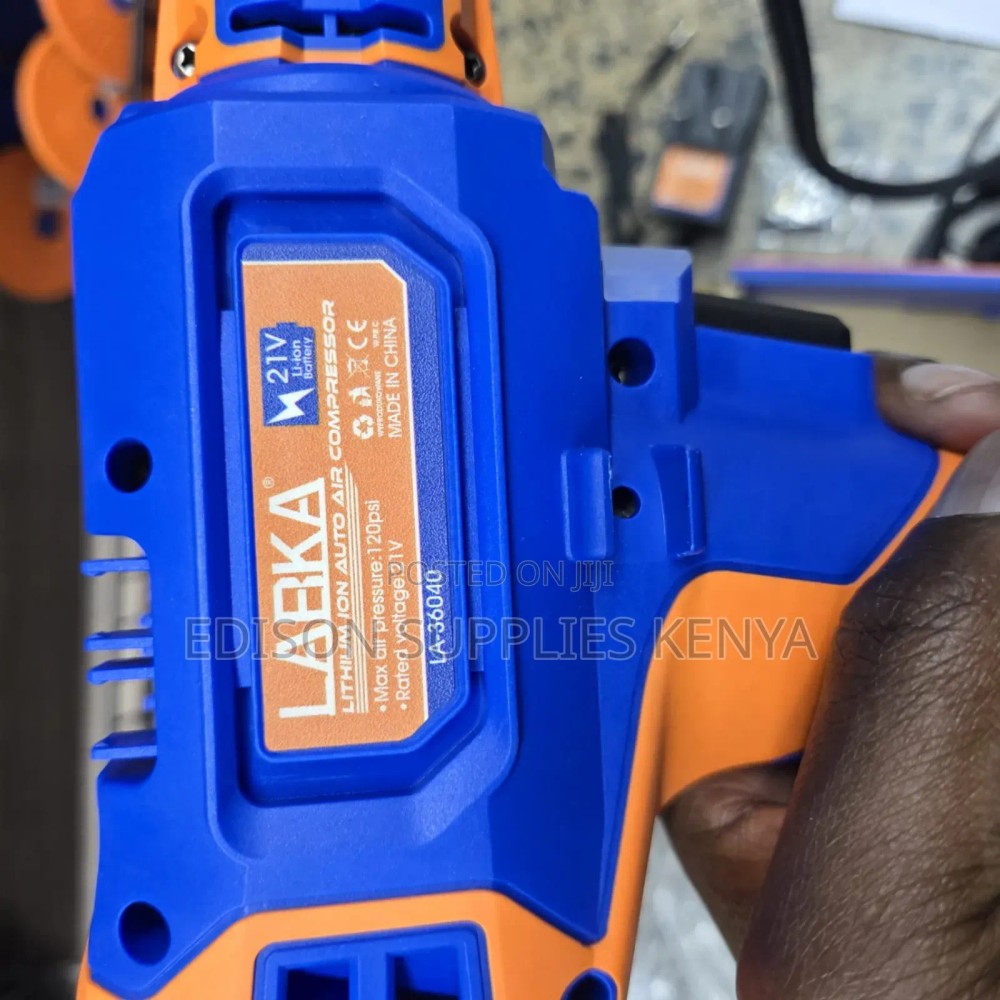 21V
Li-ion
Battery
LABKA®
LITHIUM ION AUTO AIR COMPRESSOR
•Max air pressure:120psi
•Rated voltage:21V
CE
MADE IN CHINA
LA-36040
POSTED ON JIJI
EDISON SUPPLIES KENYA